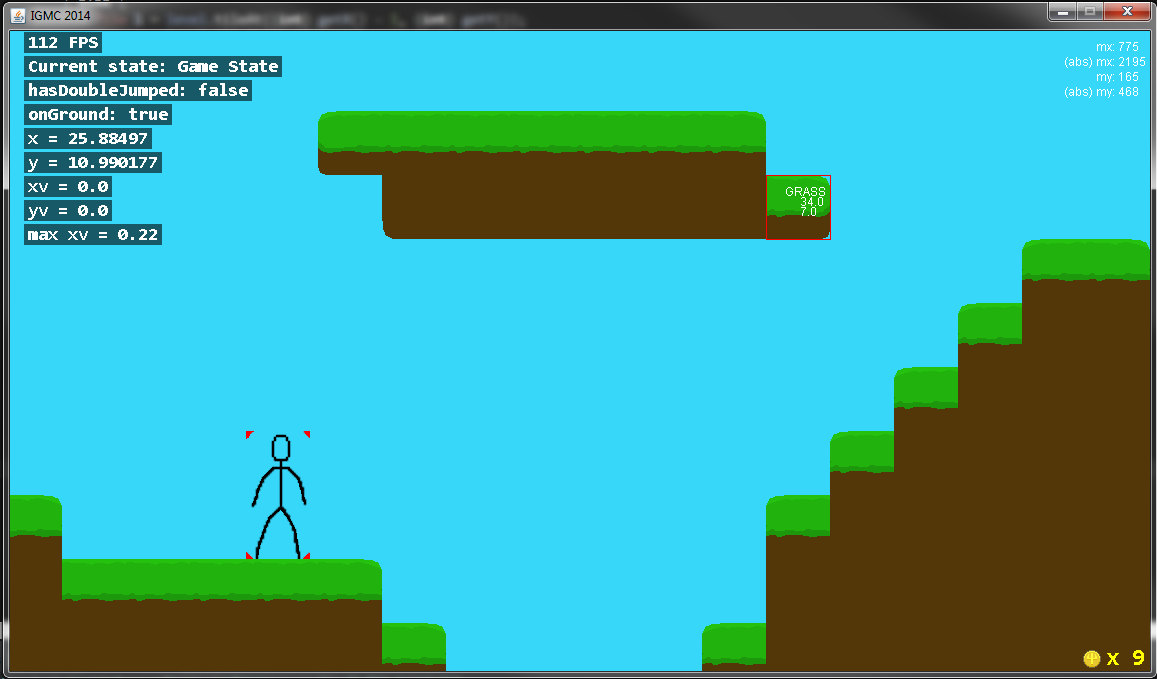 IGMC 2014
112 FPS
Current state: Game State
hasDoubleJumped: false
onGround: true
x = 25.88497
y = 10.990177
xv = 0.0
yv = 0.0
max xv = 0.22
mx: 775
(abs) mx: 2195
my: 165
(abs) my: 468
GRASS
34.0
7.0
x 9